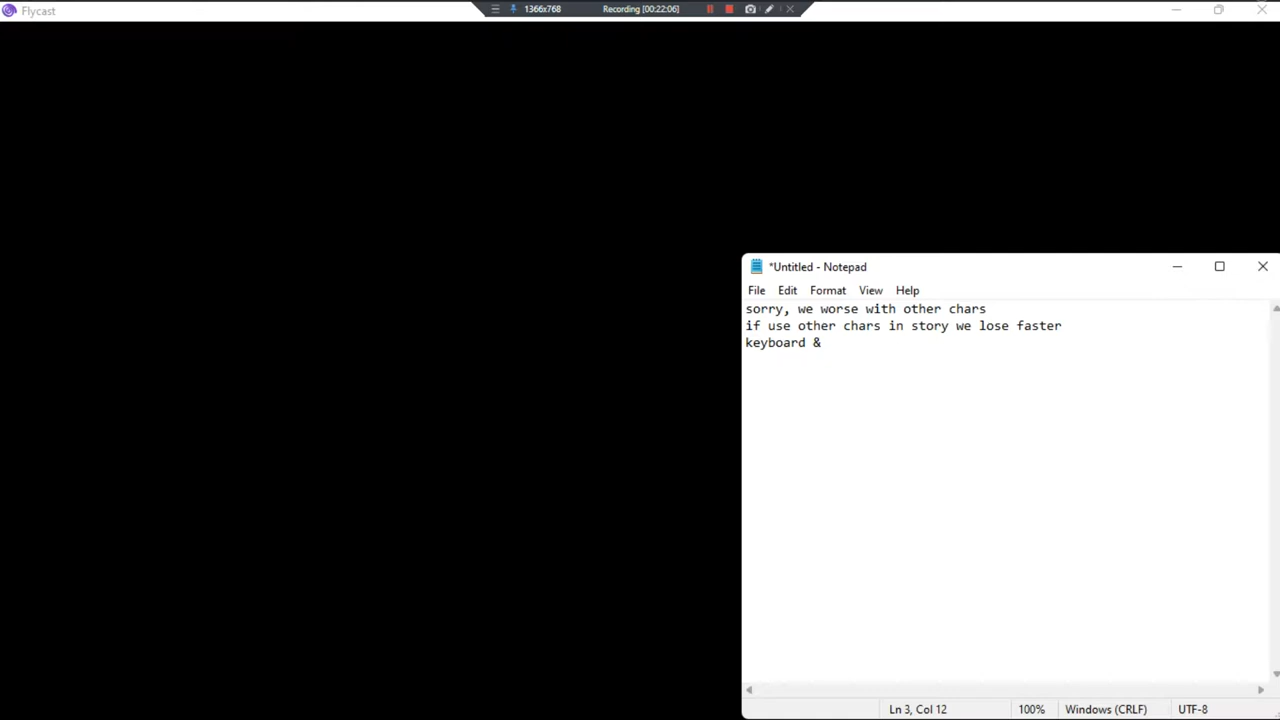 Flycast
1366x768
Recording [00:22:06]
*Untitled - Notepad
File Edit Format View Help
sorry, we worse with other chars
if use other chars in story we lose faster
keyboard &
Ln 3, Col 12
100%
Windows (CRLF)
UTF-8